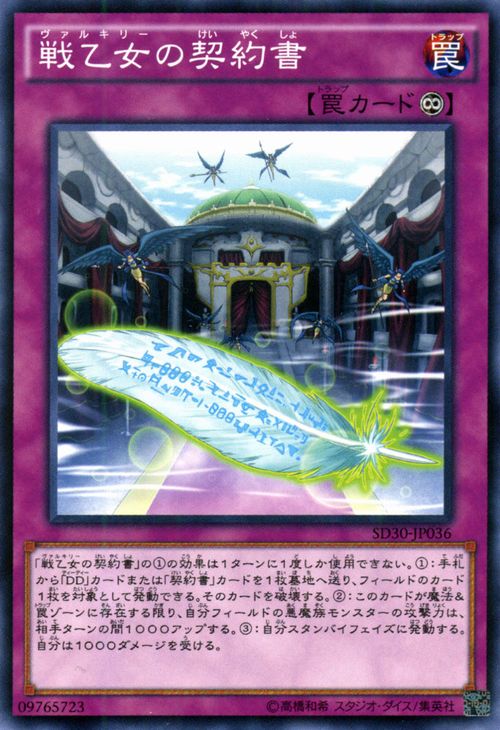 戦乙女の契約書
ヴァルキリー けいやくしょ
罠
トラップ
【罠カード∞】
トラップ
SD30-JP036
「戦乙女の契約書」の①の効果は1ターンに1度しか使用できない。①:手札
から「DD」カードまたは「契約書」カードを1枚墓地へ送り、フィールドのカード
1枚を対象として発動できる。そのカードを破壊する。②:このカードが魔法&
罠ゾーンに存在する限り、自分フィールドの悪魔族モンスターの攻撃力は、
相手ターンの間1000アップする。③:自分スタンバイフェイズに発動する。
自分は1000ダメージを受ける。
09765723
©高橋和希 スタジオ・ダイス/集英社